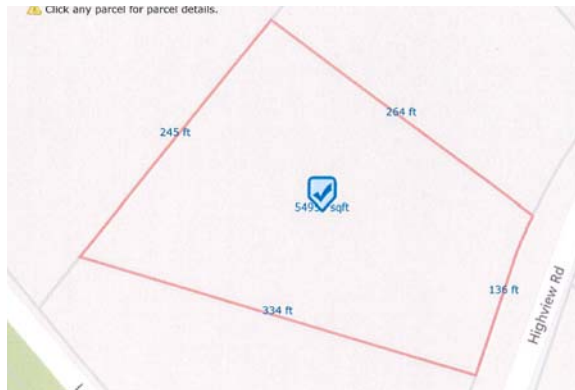 Click any parcel for parcel details.
264 ft
245 ft
sqft
136 ft
334 ft
Highview Rd